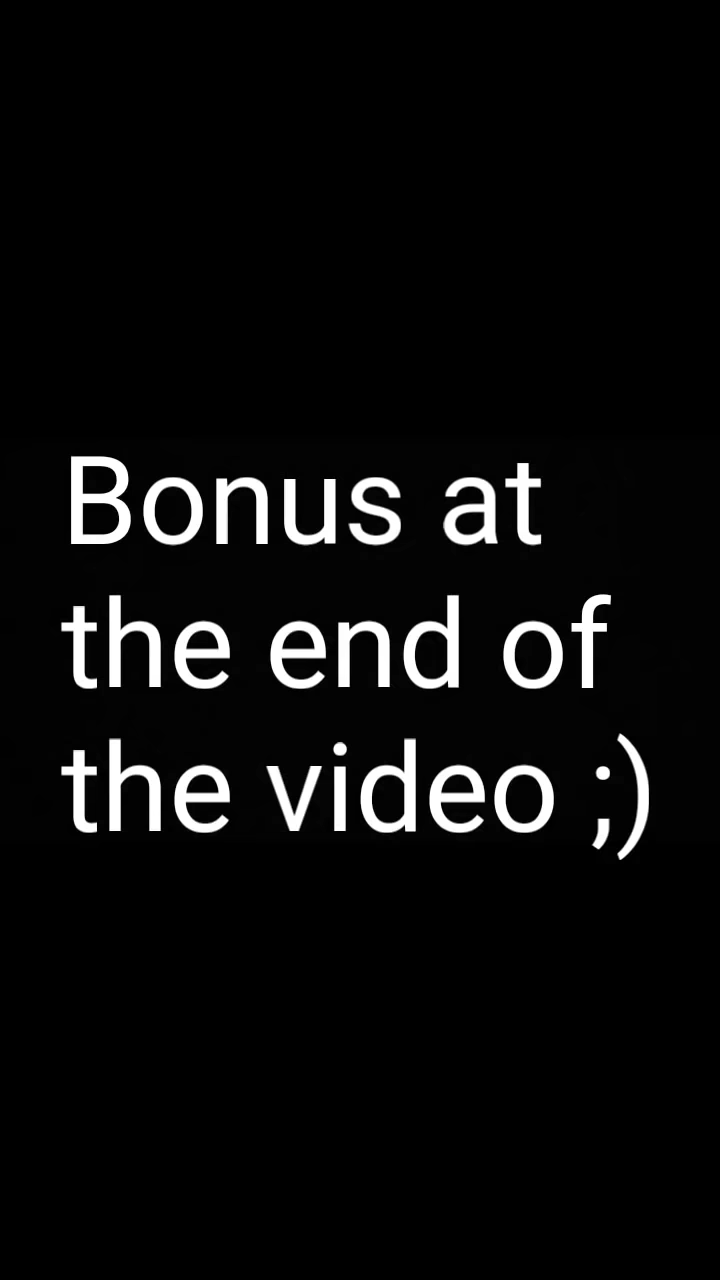 Bonus at
the end of
the video ;)